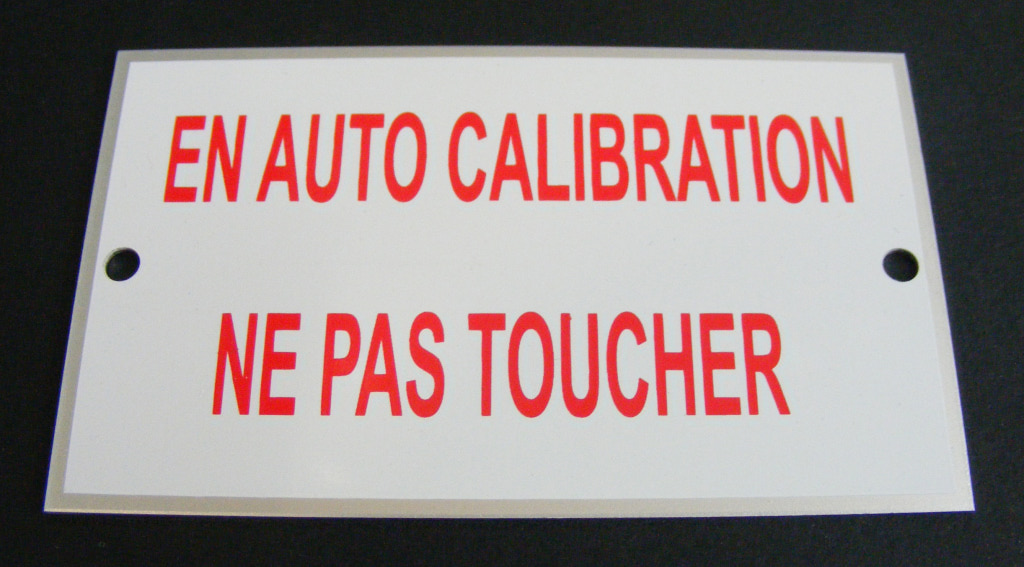 EN AUTO CALIBRATION
NE PAS TOUCHER